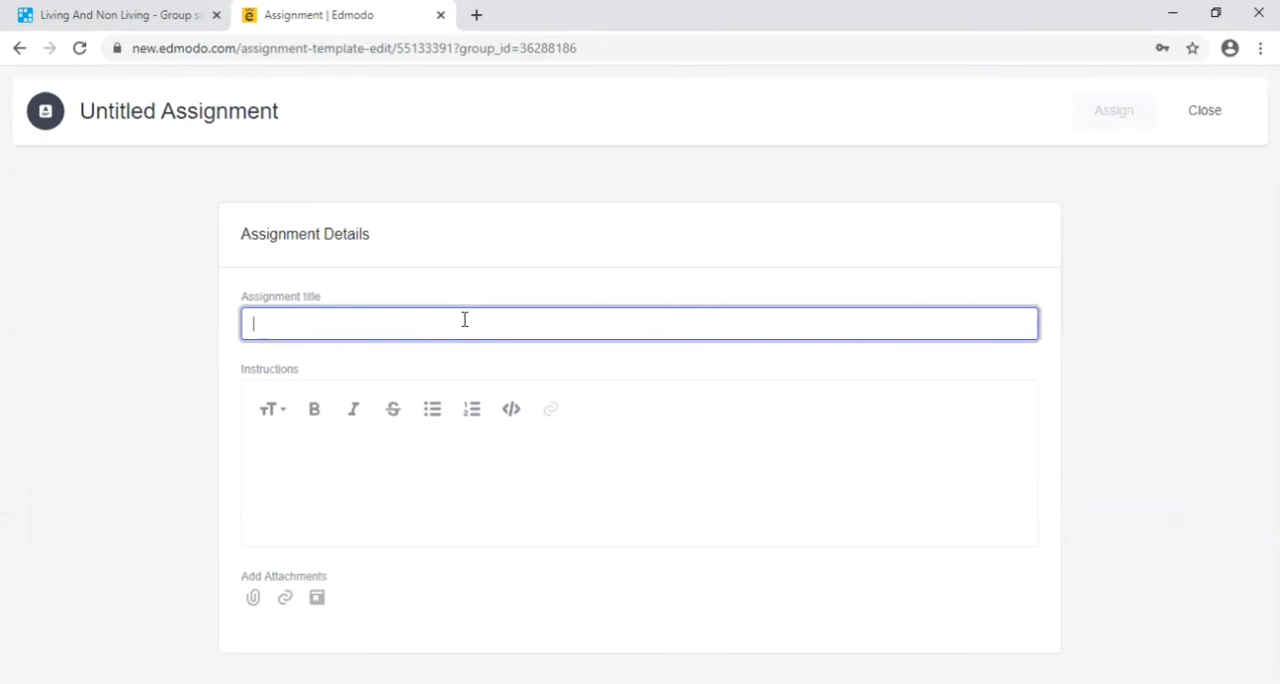 Living And Non Living - Group so
Assignment | Edmodo
new.edmodo.com/assignment-template-edit/55133391?group_id=36288186
Untitled Assignment
Assign
Close
Assignment Details
Assignment title
Instructions
Add Attachments